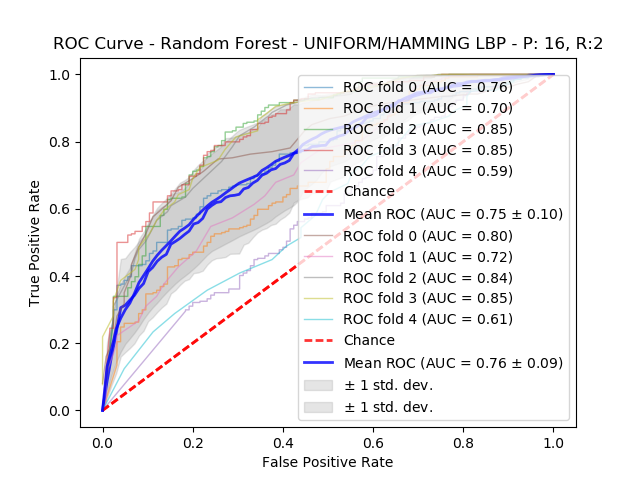 ROC Curve - Random Forest - UNIFORM/HAMMING LBP - P: 16, R:2
True Positive Rate
1.0
0.8
0.6
0.4
0.2
0.0
ROC fold 0 (AUC = 0.76)
ROC fold 1 (AUC = 0.70)
ROC fold 2 (AUC = 0.85)
ROC fold 3 (AUC = 0.85)
ROC fold 4 (AUC = 0.59)
Chance
Mean ROC (AUC = 0.75 ± 0.10)
ROC fold 0 (AUC = 0.80)
ROC fold 1 (AUC = 0.72)
ROC fold 2 (AUC = 0.84)
ROC fold 3 (AUC = 0.85)
ROC fold 4 (AUC = 0.61)
Chance
Mean ROC (AUC = 0.76 ± 0.09)
± 1 std. dev.
± 1 std. dev.
0.0 0.2 0.4 0.6 0.8 1.0
False Positive Rate